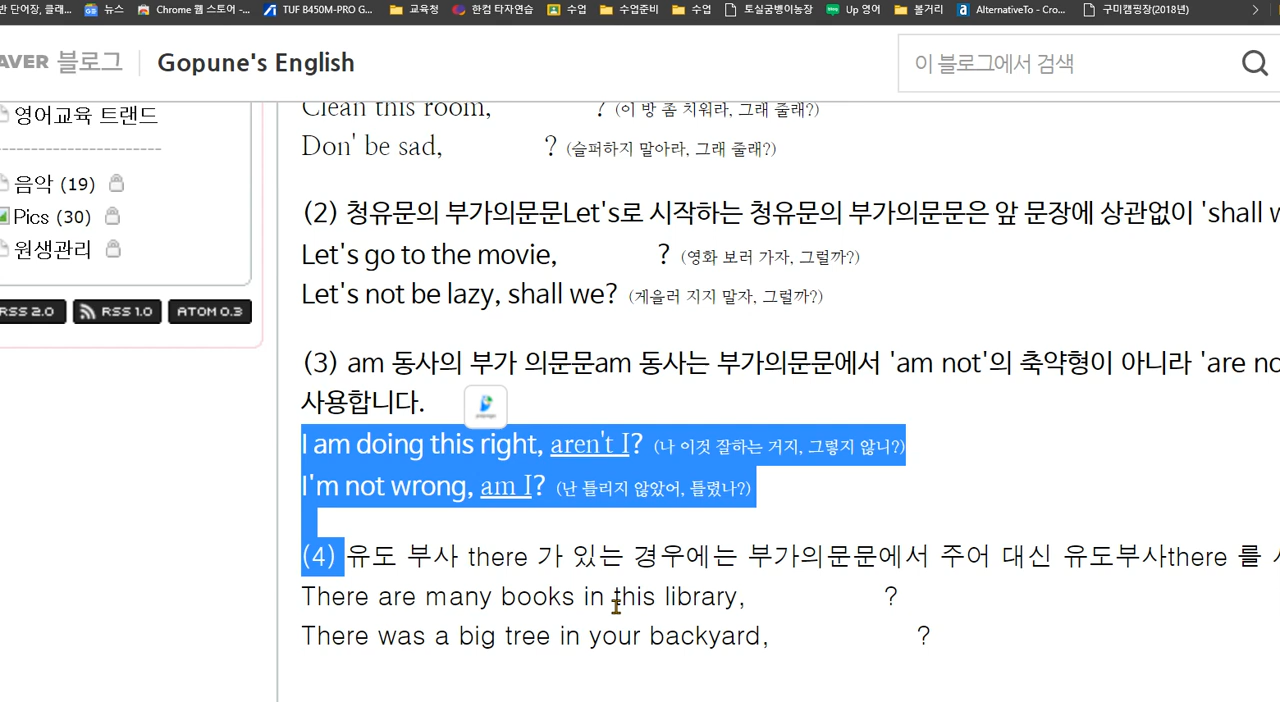 반 단어장, 클래... 뉴스 Chrome 웹 스토어 -... TUF B450M-PRO G... 교육청 한컴 타자연습 수업 수업준비 수업 토실굼벵이농장 Up 영어 볼거리 AlternativeTo - Cro... 구미캠핑장(2018년)
AVER 블로그 Gopune's English 이 블로그에서 검색
영어교육 트랜드
음악 (19)
Pics (30)
원생관리
RSS 2.0 RSS 1.0 ATOM 0.3
Clean this room, ? (이 방 좀 치워라, 그래 줄래?)
Don' be sad, ? (슬퍼하지 말아라, 그래 줄래?)
(2) 청유문의 부가의문문Let's로 시작하는 청유문의 부가의문문은 앞 문장에 상관없이 'shall w
Let's go to the movie, ? (영화 보러 가자, 그럴까?)
Let's not be lazy, shall we? (게을러 지지 말자, 그럴까?)
(3) am 동사의 부가 의문문am 동사는 부가의문문에서 'am not'의 축약형이 아니라 'are no
사용합니다.
I am doing this right, aren't I? (나 이것 잘하는 거지, 그렇지 않니?)
I'm not wrong, am I? (난 틀리지 않았어, 틀렸나?)
(4) 유도 부사 there 가 있는 경우에는 부가의문문에서 주어 대신 유도부사there 를 사
There are many books in this library, ?
There was a big tree in your backyard, ?